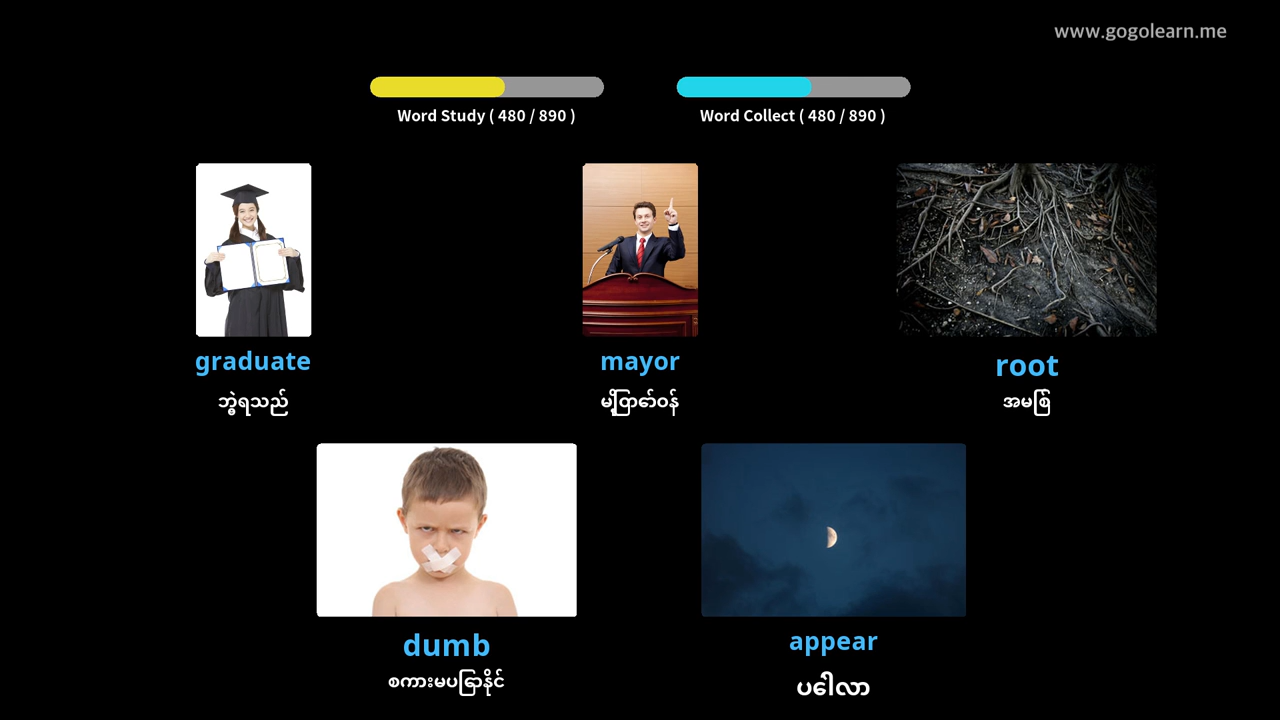 www.gogolearn.me
Word Study ( 480 / 890 )
Word Collect ( 480 / 890 )
graduate
ဘွဲ့ရသည်
mayor
မြို့တော်ဝန်
root
အမြစ်
dumb
စကားမပြောနိုင်
appear
ပေါ်လာ